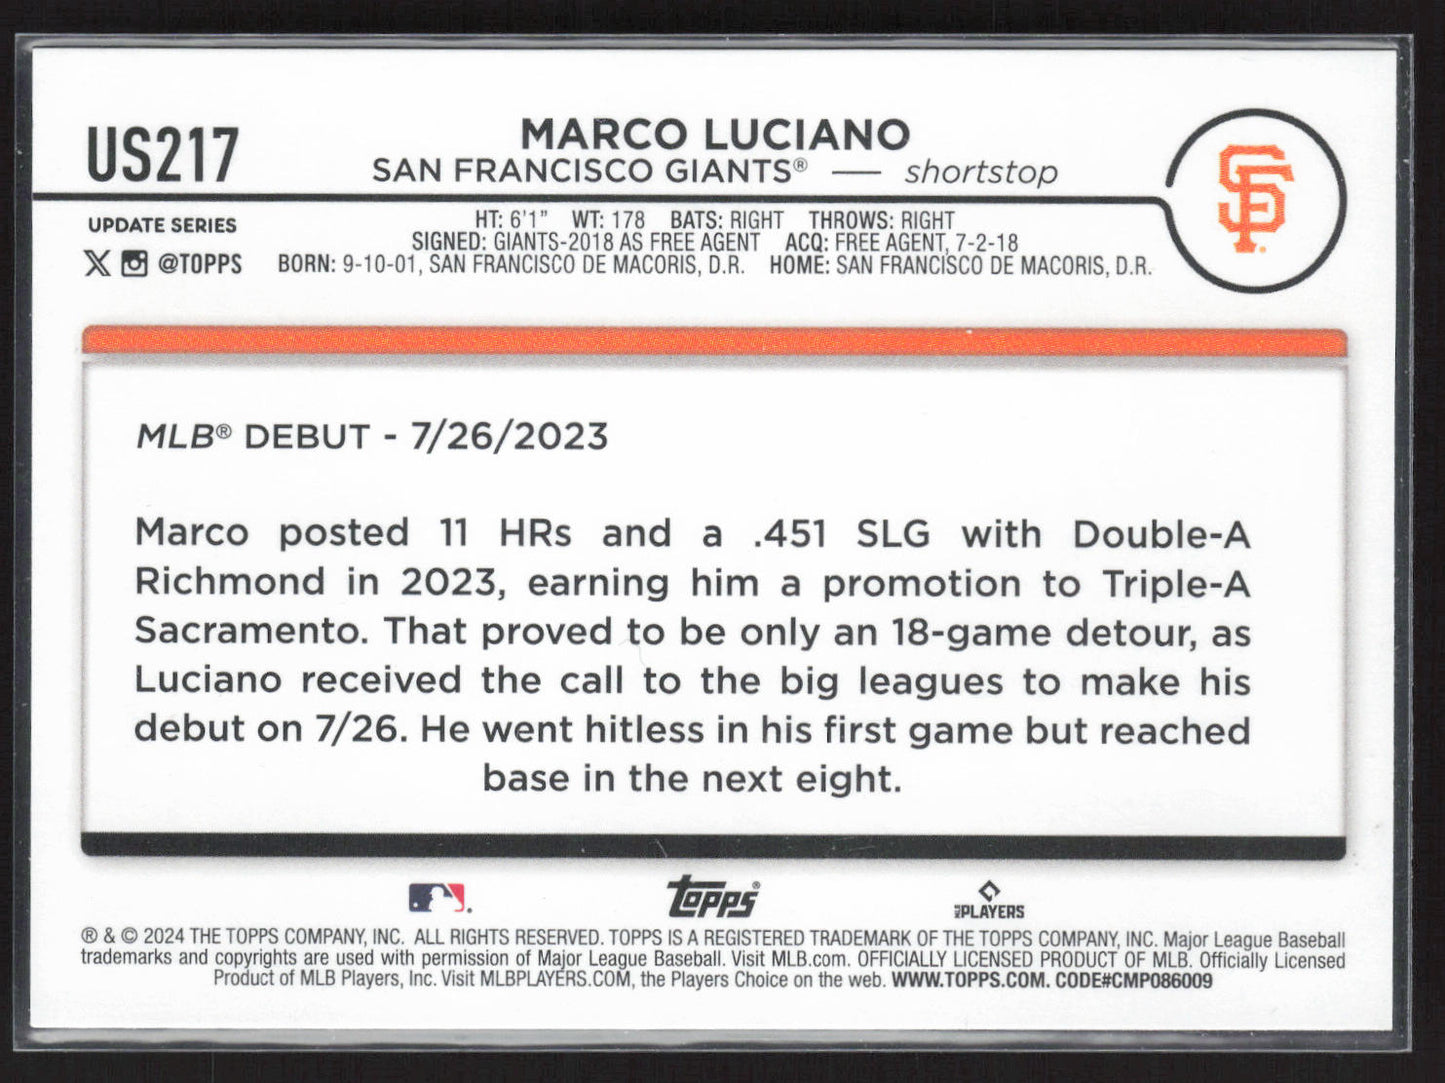 US217
MARCO LUCIANO
SAN FRANCISCO GIANTS® — shortstop
SF
UPDATE SERIES
@TOPPS
HT: 6'1" WT: 178 BATS: RIGHT THROWS: RIGHT
SIGNED: GIANTS-2018 AS FREE AGENT ACQ: FREE AGENT, 7-2-18
BORN: 9-10-01, SAN FRANCISCO DE MACORIS, D.R. HOME: SAN FRANCISCO DE MACORIS, D.R.
MLB® DEBUT - 7/26/2023
Marco posted 11 HRs and a .451 SLG with Double-A
Richmond in 2023, earning him a promotion to Triple-A
Sacramento. That proved to be only an 18-game detour, as
Luciano received the call to the big leagues to make his
debut on 7/26. He went hitless in his first game but reached
base in the next eight.
Topps®
MLB PLAYERS
® & © 2024 THE TOPPS COMPANY, INC. ALL RIGHTS RESERVED. TOPPS IS A REGISTERED TRADEMARK OF THE TOPPS COMPANY, INC. Major League Baseball
trademarks and copyrights are used with permission of Major League Baseball. Visit MLB.com. OFFICIALLY LICENSED PRODUCT OF MLB. Officially Licensed
Product of MLB Players, Inc. Visit MLBPLAYERS.COM, the Players Choice on the web. WWW.TOPPS.COM. CODE#CMP086009